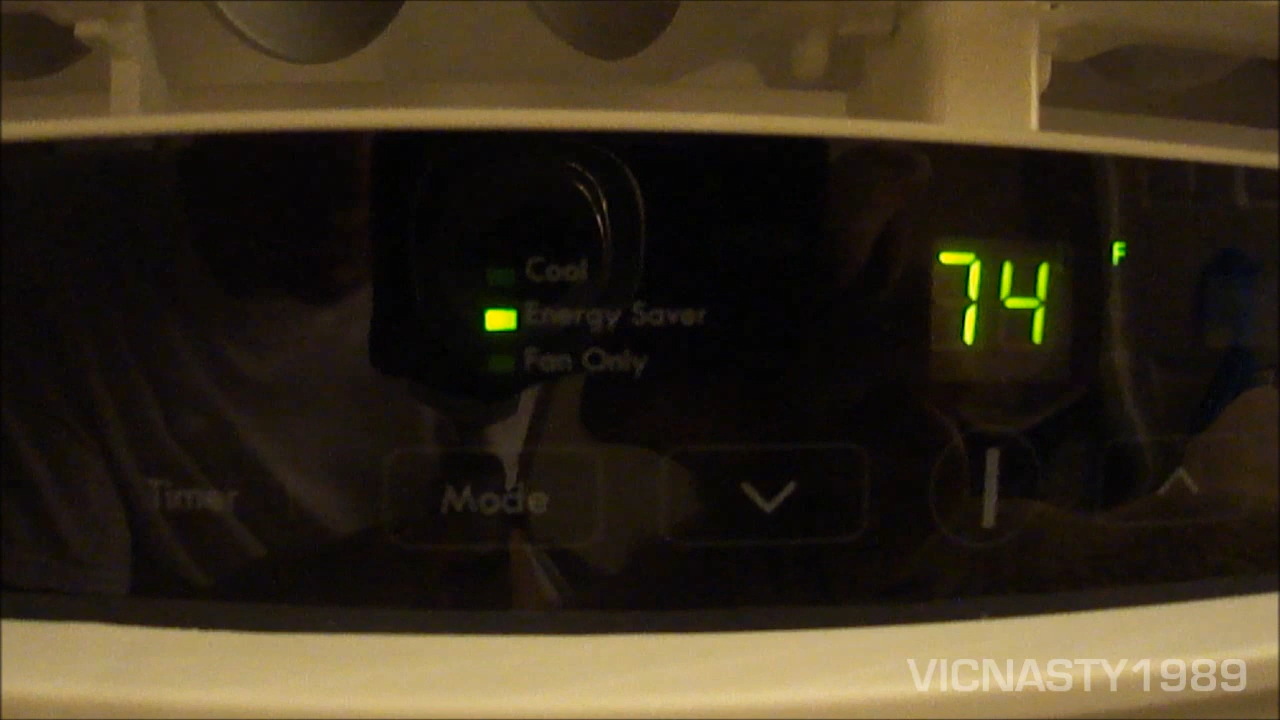 Cool
Energy Saver
Fan Only
74 F
Timer
Mode
VICNASTY1989